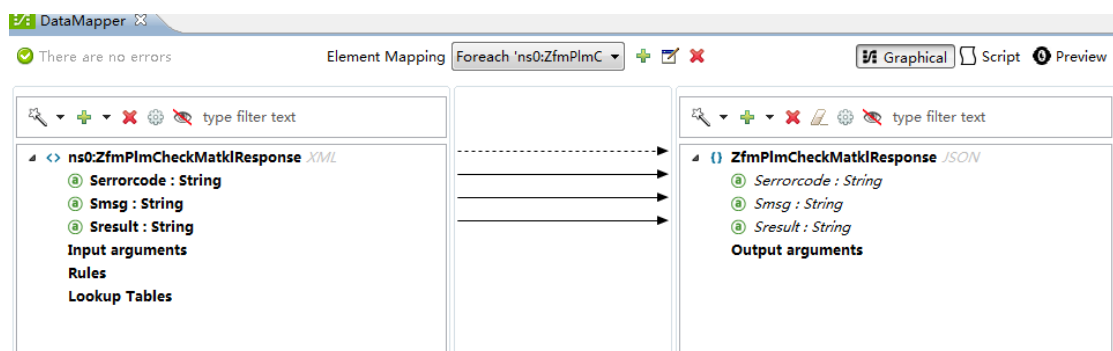 DataMapper
There are no errors
Element Mapping Foreach 'ns0:ZfmPlmC
Graphical Script Preview
type filter text
type filter text
ns0:ZfmPlmCheckMatklResponse XML
Serrorcode : String
Smsg : String
Sresult : String
Input arguments
Rules
Lookup Tables
ZfmPlmCheckMatklResponse JSON
Serrorcode : String
Smsg : String
Sresult : String
Output arguments